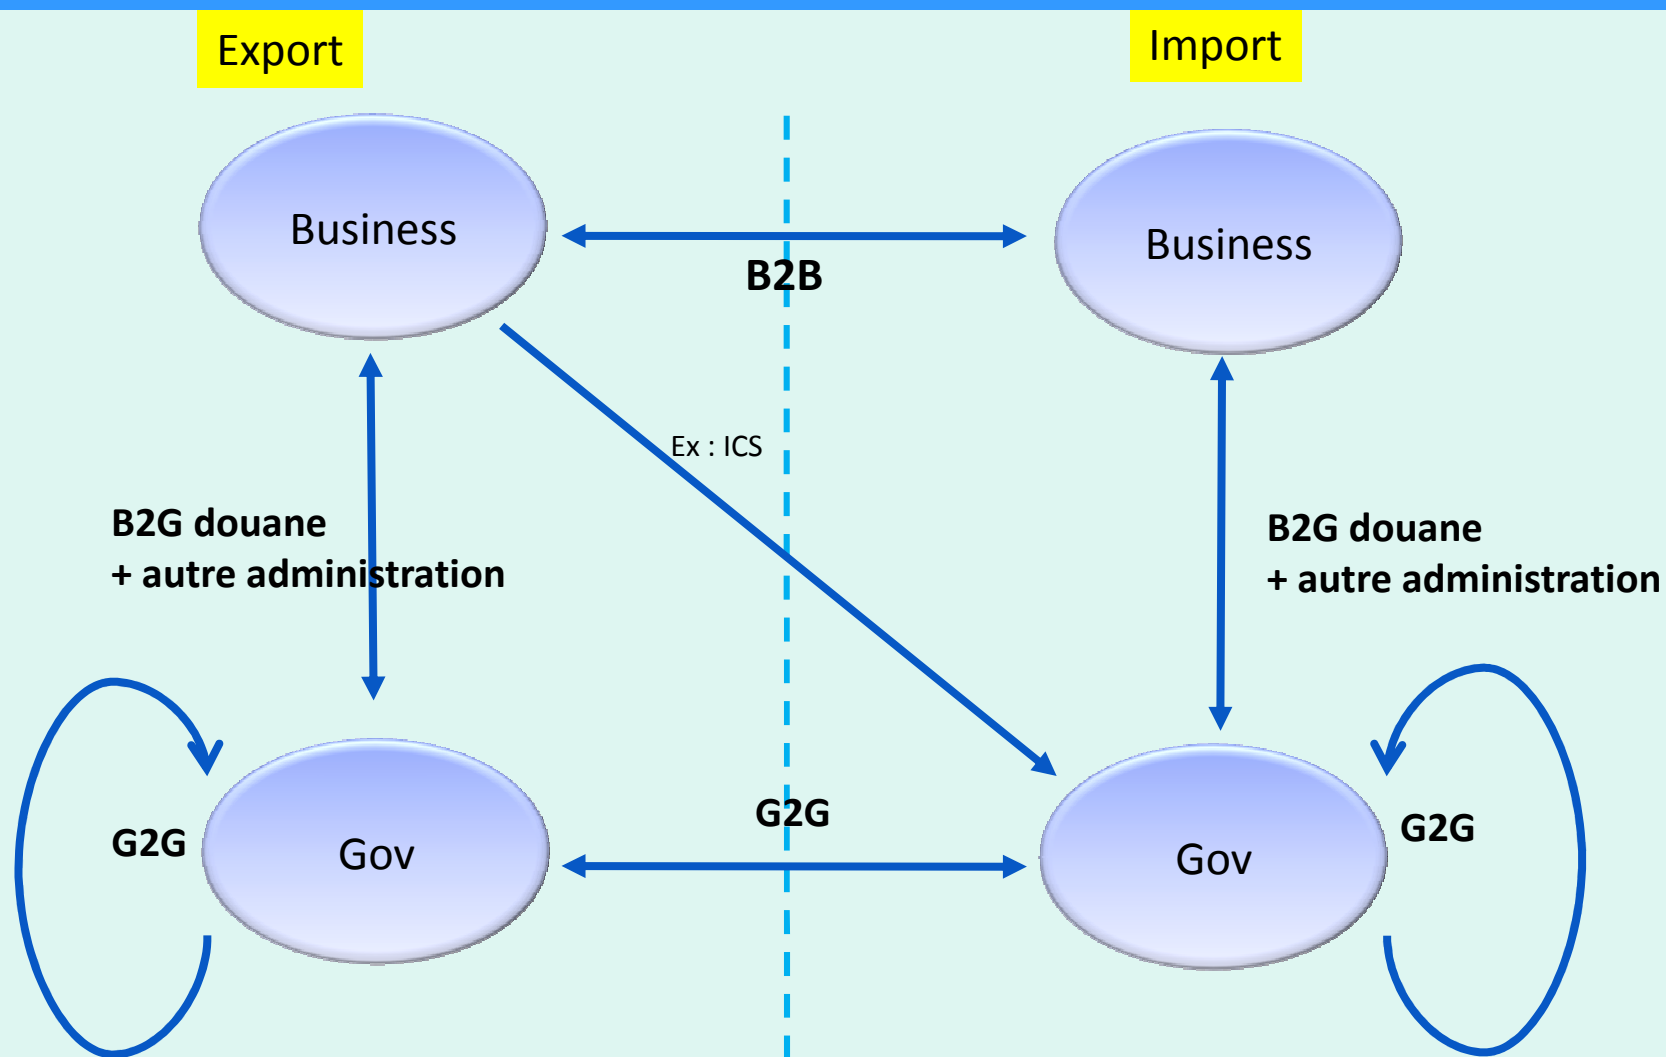 Export
Import
Business
Business
B2B
Ex : ICS
B2G douane
+ autre administration
B2G douane
+ autre administration
G2G
G2G
G2G
Gov
Gov